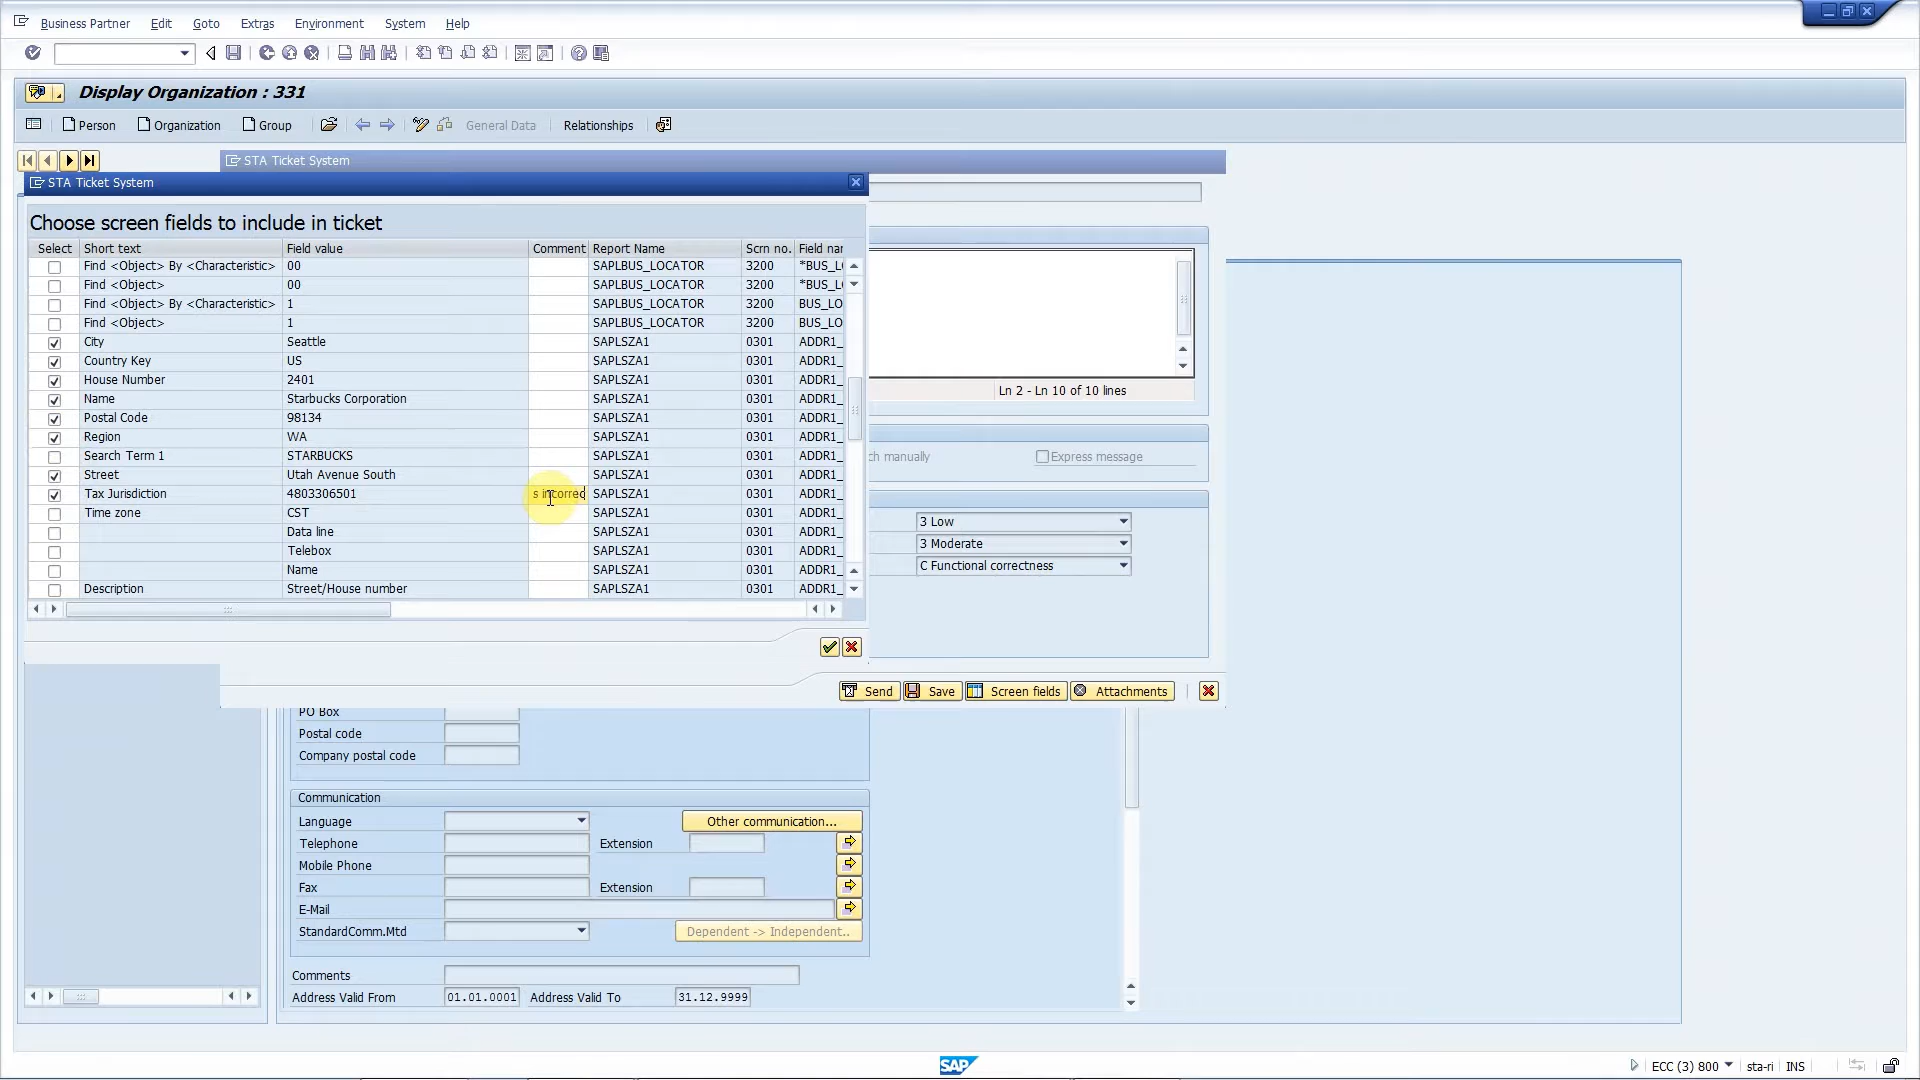 Business Partner Edit Goto Extras Environment System Help
Display Organization : 331
Person Organization Group General Data Relationships
STA Ticket System
STA Ticket System
Choose screen fields to include in ticket
Select Short text Field value Comment Report Name Scrn no. Field nar
Find <Object> By <Characteristic> 00 SAPLBUS_LOCATOR 3200 *BUS_L
Find <Object> 00 SAPLBUS_LOCATOR 3200 *BUS_L
Find <Object> By <Characteristic> 1 SAPLBUS_LOCATOR 3200 BUS_LO
Find <Object> 1 SAPLBUS_LOCATOR 3200 BUS_LO
City Seattle SAPLSZA1 0301 ADDR1_
Country Key US SAPLSZA1 0301 ADDR1_
House Number 2401 SAPLSZA1 0301 ADDR1_
Name Starbucks Corporation SAPLSZA1 0301 ADDR1_
Postal Code 98134 SAPLSZA1 0301 ADDR1_
Region WA SAPLSZA1 0301 ADDR1_
Search Term 1 STARBUCKS SAPLSZA1 0301 ADDR1_
Street Utah Avenue South SAPLSZA1 0301 ADDR1_
Tax Jurisdiction 4803306501 s incorrec SAPLSZA1 0301 ADDR1_
Time zone CST SAPLSZA1 0301 ADDR1_
Data line SAPLSZA1 0301 ADDR1_
Telebox SAPLSZA1 0301 ADDR1_
Name SAPLSZA1 0301 ADDR1_
Description Street/House number SAPLSZA1 0301 ADDR1_
Ln 2 - Ln 10 of 10 lines
ch manually Express message
3 Low
3 Moderate
C Functional correctness
Send Save Screen fields Attachments
PO Box
Postal code
Company postal code
Communication
Language Other communication...
Telephone Extension
Mobile Phone
Fax Extension
E-Mail
StandardComm.Mtd Dependent -> Independent..
Comments
Address Valid From 01.01.0001 Address Valid To 31.12.9999
SAP ECC (3) 800 sta-ri INS